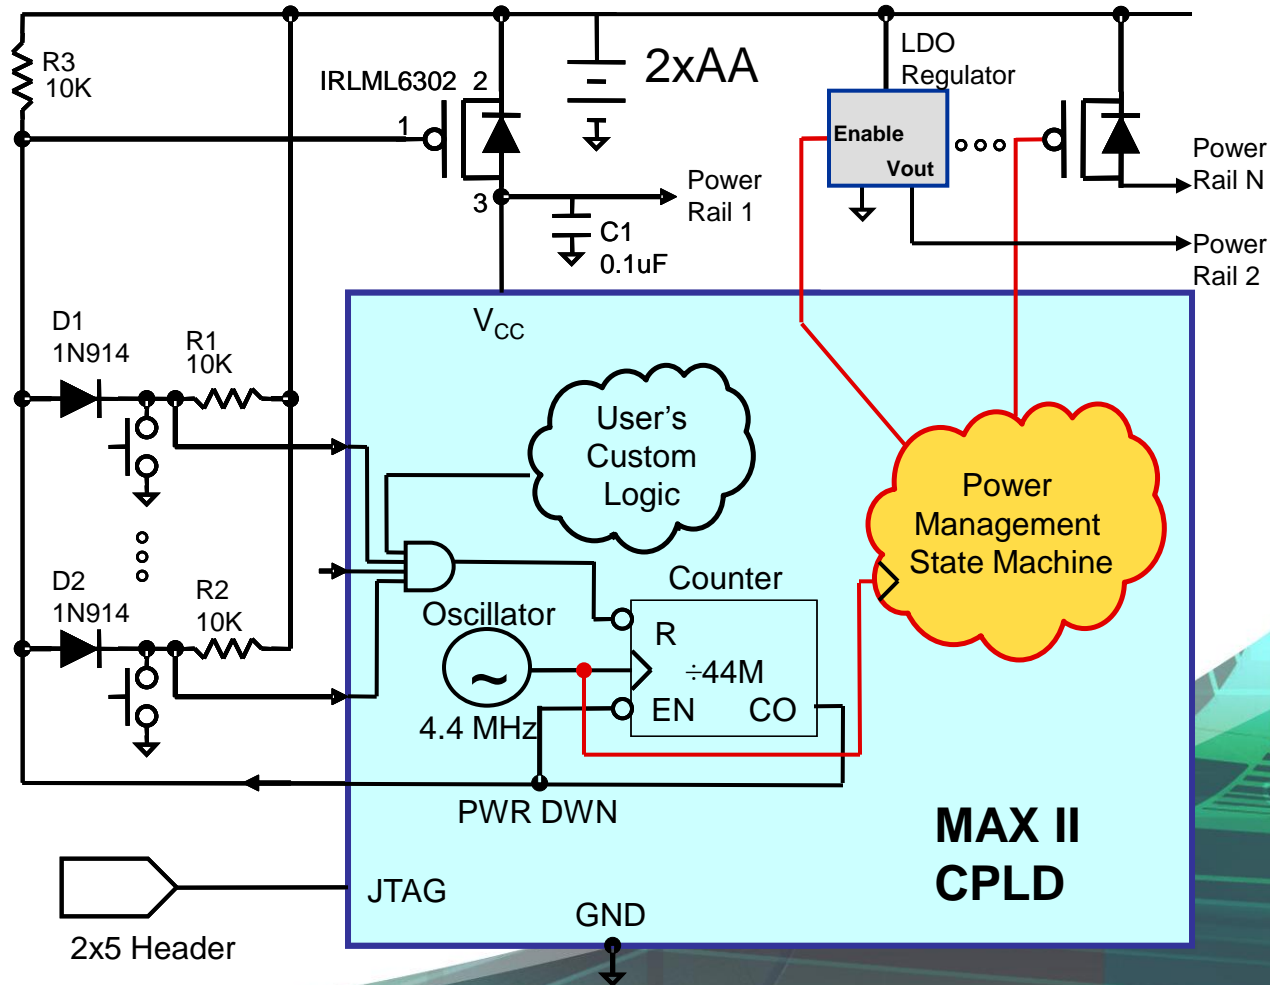 R3
10K
IRLML6302
2
1
3
2xAA
LDO
Regulator
Enable
Vout
Power
Rail N
Power
Rail 2
Power
Rail 1
C1
0.1uF
VCC
D1
1N914
R1
10K
User's
Custom
Logic
Power
Management
State Machine
D2
1N914
R2
10K
Oscillator
~
4.4 MHz
Counter
R
÷44M
EN
CO
PWR DWN
MAX II
CPLD
JTAG
GND
2x5 Header